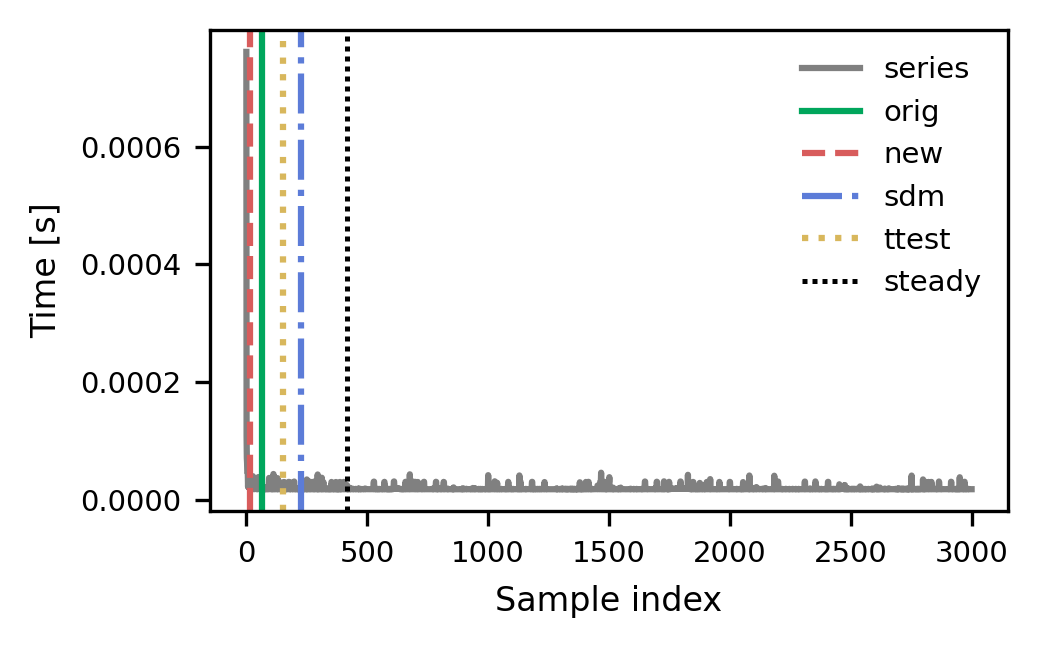 Time [s]
0.0006
0.0004
0.0002
0.0000
series
orig
new
sdm
ttest
steady
0 500 1000 1500 2000 2500 3000
Sample index